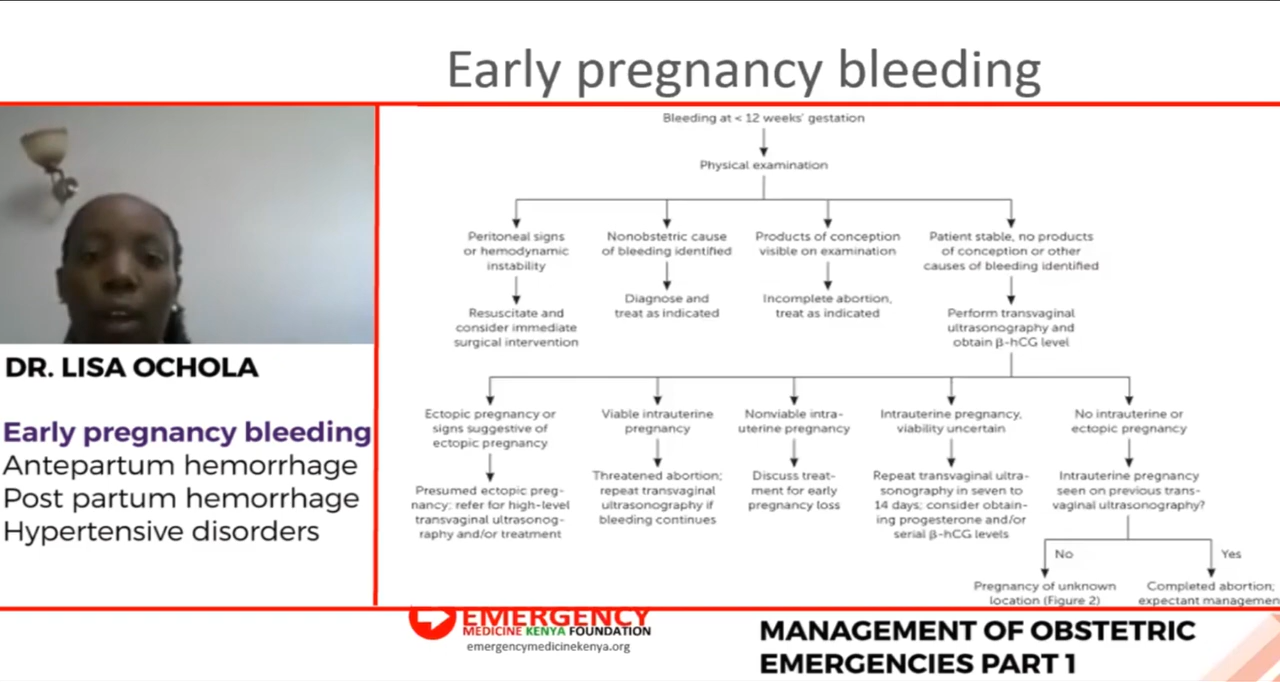 Early pregnancy bleeding
Bleeding at < 12 weeks' gestation
Physical examination
Peritoneal signs
or hemodynamic
instability
Nonobstetric cause
of bleeding identified
Products of conception
visible on examination
Patient stable, no products
of conception or other
causes of bleeding identified
Resuscitate and
consider immediate
surgical intervention
Diagnose and
treat as indicated
Incomplete abortion,
treat as indicated
Perform transvaginal
ultrasonography and
obtain β-hCG level
Ectopic pregnancy or
signs suggestive of
ectopic pregnancy
Viable intrauterine
pregnancy
Nonviable intra-
uterine pregnancy
Intrauterine pregnancy,
viability uncertain
No intrauterine or
ectopic pregnancy
Presumed ectopic preg-
nancy; refer for high-level
transvaginal ultrasonog-
raphy and/or treatment
Threatened abortion;
repeat transvaginal
ultrasonography if
bleeding continues
Discuss treat-
ment for early
pregnancy loss
Repeat transvaginal ultra-
sonography in seven to
14 days; consider obtain-
ing progesterone and/or
serial β-hCG levels
Intrauterine pregnancy
seen on previous trans-
vaginal ultrasonography?
No
Yes
Pregnancy of unknown
location (Figure 2)
Completed abortion;
expectant managemen
DR. LISA OCHOLA
Early pregnancy bleeding
Antepartum hemorrhage
Post partum hemorrhage
Hypertensive disorders
EMERGENCY
MEDICINE KENYA FOUNDATION
emergencymedicinekenya.org
MANAGEMENT OF OBSTETRIC
EMERGENCIES PART 1